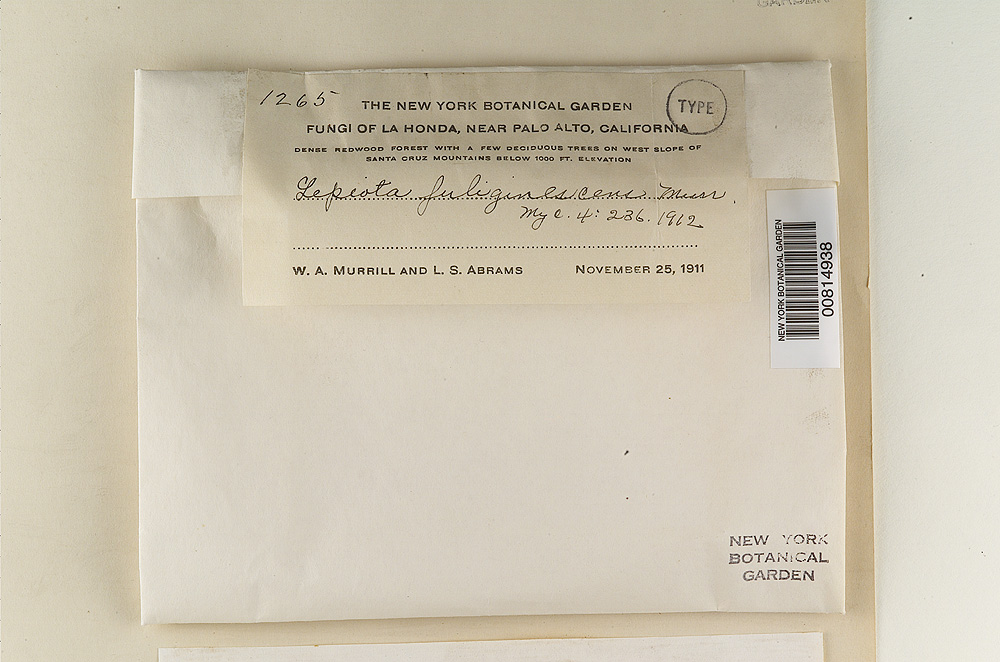 1265
THE NEW YORK BOTANICAL GARDEN
TYPE
FUNGI OF LA HONDA, NEAR PALO ALTO, CALIFORNIA
DENSE REDWOOD FOREST WITH A FEW DECIDUOUS TREES ON WEST SLOPE OF
SANTA CRUZ MOUNTAINS BELOW 1000 FT. ELEVATION
Lepiota fuliginescens Murr.
Myc. 4: 236. 1912
W. A. MURRILL AND L. S. ABRAMS NOVEMBER 25, 1911
NEW YORK BOTANICAL GARDEN
00814938
NEW YORK
BOTANICAL
GARDEN